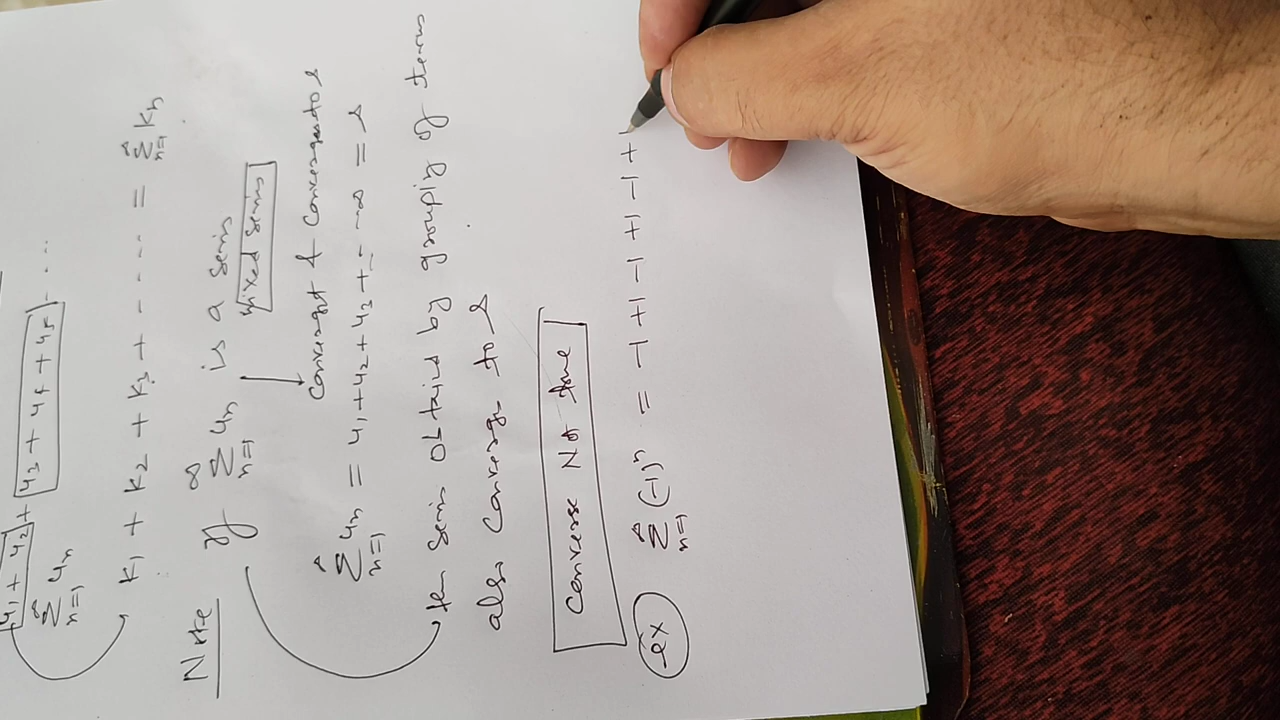 u1 + u2 + u3 + u4 + u5 ....
∞ Σ n=1 un
k1 + k2 + k3 + - - - . .. = ∞ Σ n=1 kn
Note If ∞ Σ n=1 un is a series
mixed series
Convergent & Converges to s
∞ Σ n=1 un = u1 + u2 + u3 + - - ∞ = s
then series obtained by grouping of terms
also converge to s
Converse Not true
ex ∞ Σ n=1 (-1)^n = -1 +1 -1 +1 -1 +